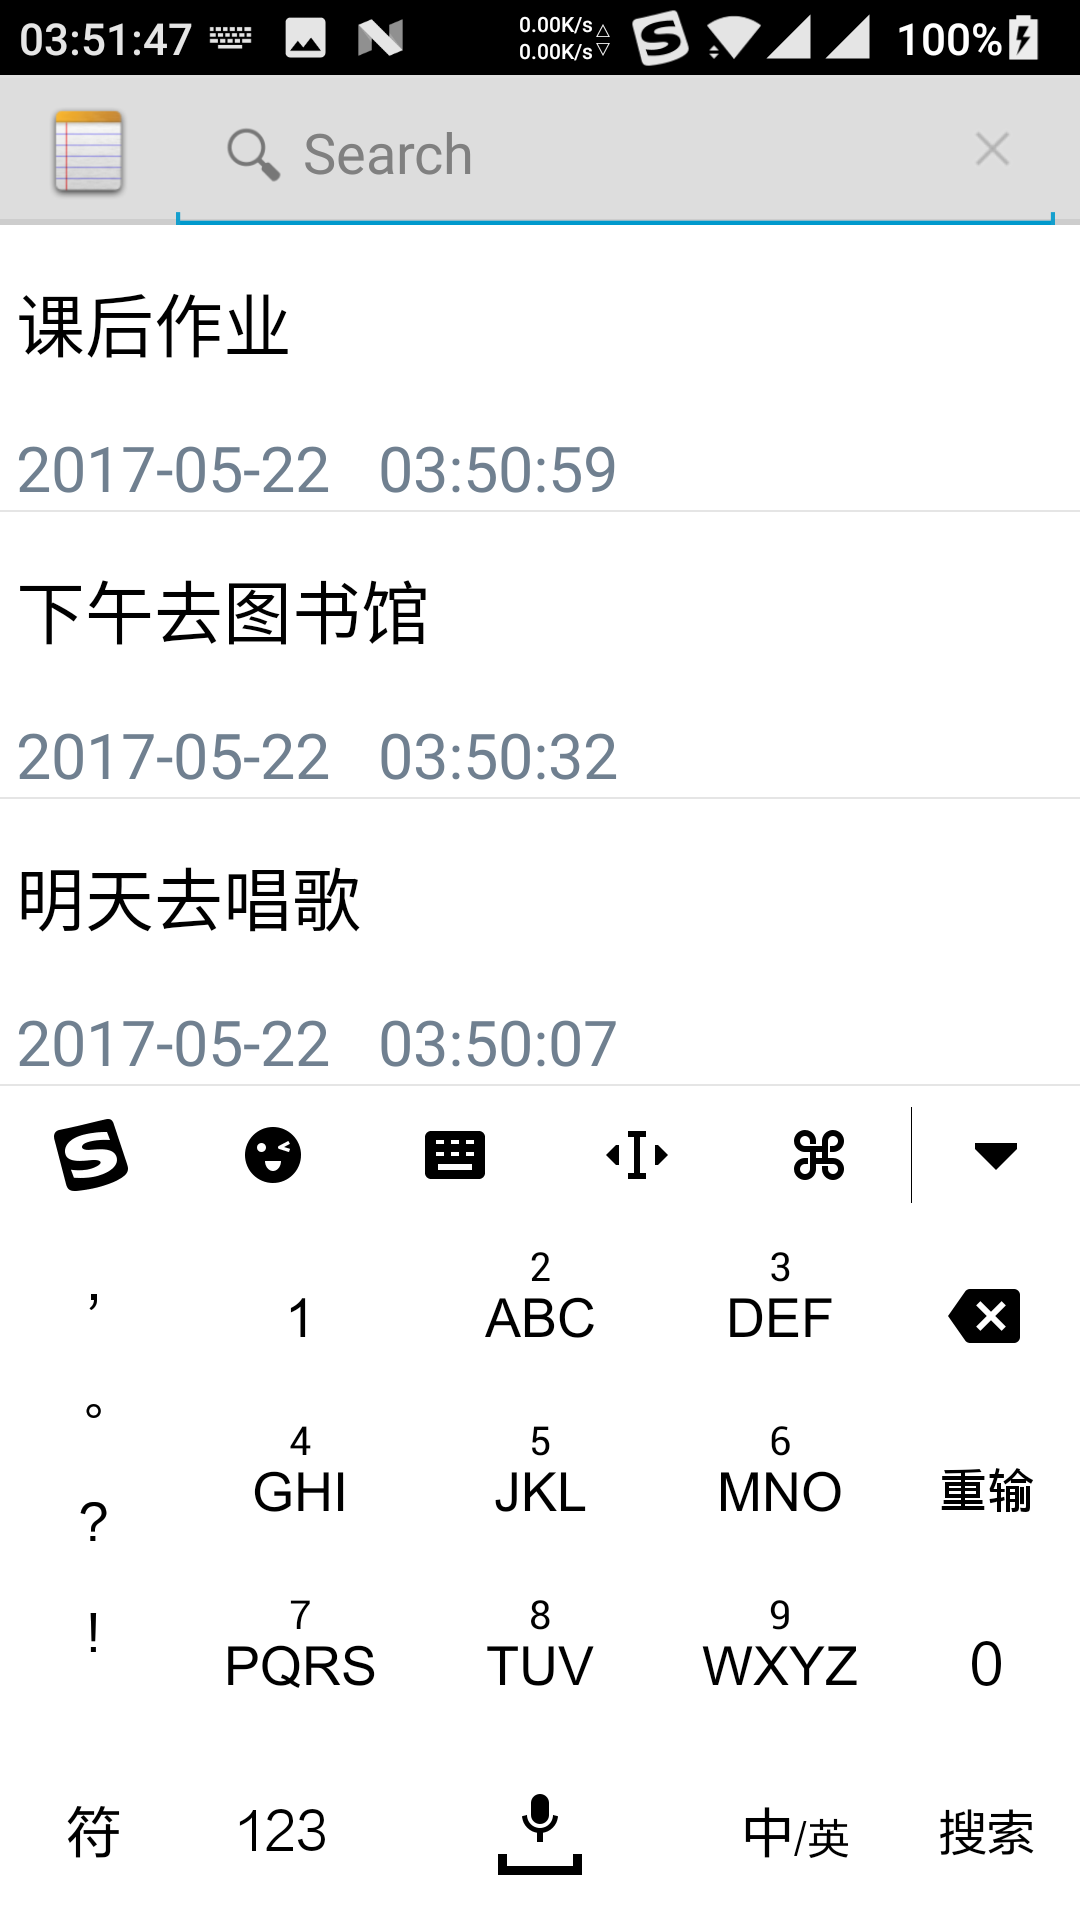 03:51:47 0.00K/s 0.00K/s 100%
Search
课后作业
2017-05-22 03:50:59
下午去图书馆
2017-05-22 03:50:32
明天去唱歌
2017-05-22 03:50:07
, 1 2 ABC 3 DEF
。 4 GHI 5 JKL 6 MNO 重输
?
! 7 PQRS 8 TUV 9 WXYZ 0
符 123 中/英 搜索